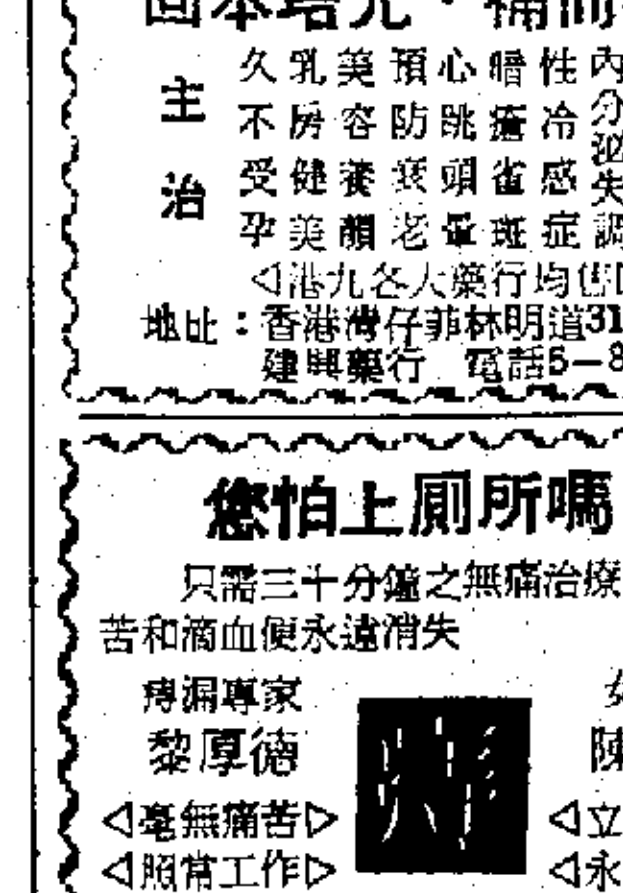 固本培元·補
主治
久不受孕
乳房健美
美容養顏
預防衰老
心跳頭暈
暗瘡雀斑
性冷感症
內分泌失調
◁港九各大藥行均售
地址：香港灣仔菲林明道31
建興藥行 電話5—8
您怕上厠所嗎
只需三十分鐘之無痛治療
苦和滴血便永遠消失
痔漏專家
黎厚德
◁毫無痛苦▷
◁照常工作▷
陳
◁立
◁永